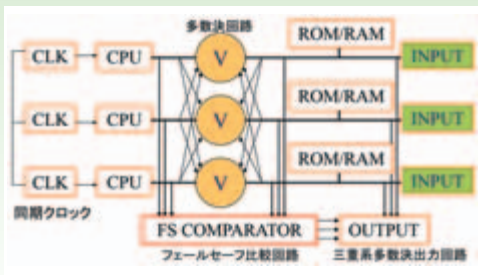 多数決回路
ROM/RAM
CLK CPU V INPUT
ROM/RAM
CLK CPU V INPUT
ROM/RAM
CLK CPU V INPUT
同期クロック
FS COMPARATOR OUTPUT
フェールセーフ比較回路 三重系多数決出力回路